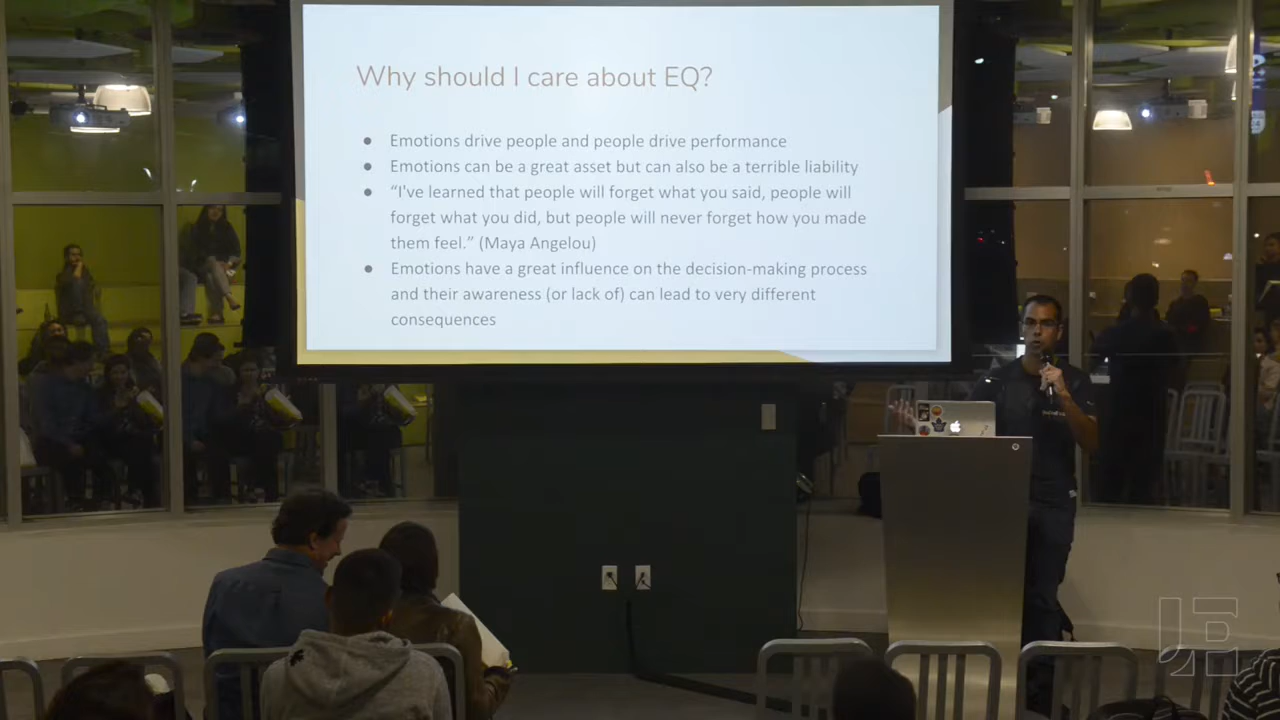 Why should I care about EQ?
● Emotions drive people and people drive performance
● Emotions can be a great asset but can also be a terrible liability
● “I've learned that people will forget what you said, people will
forget what you did, but people will never forget how you made
them feel.” (Maya Angelou)
● Emotions have a great influence on the decision-making process
and their awareness (or lack of) can lead to very different
consequences